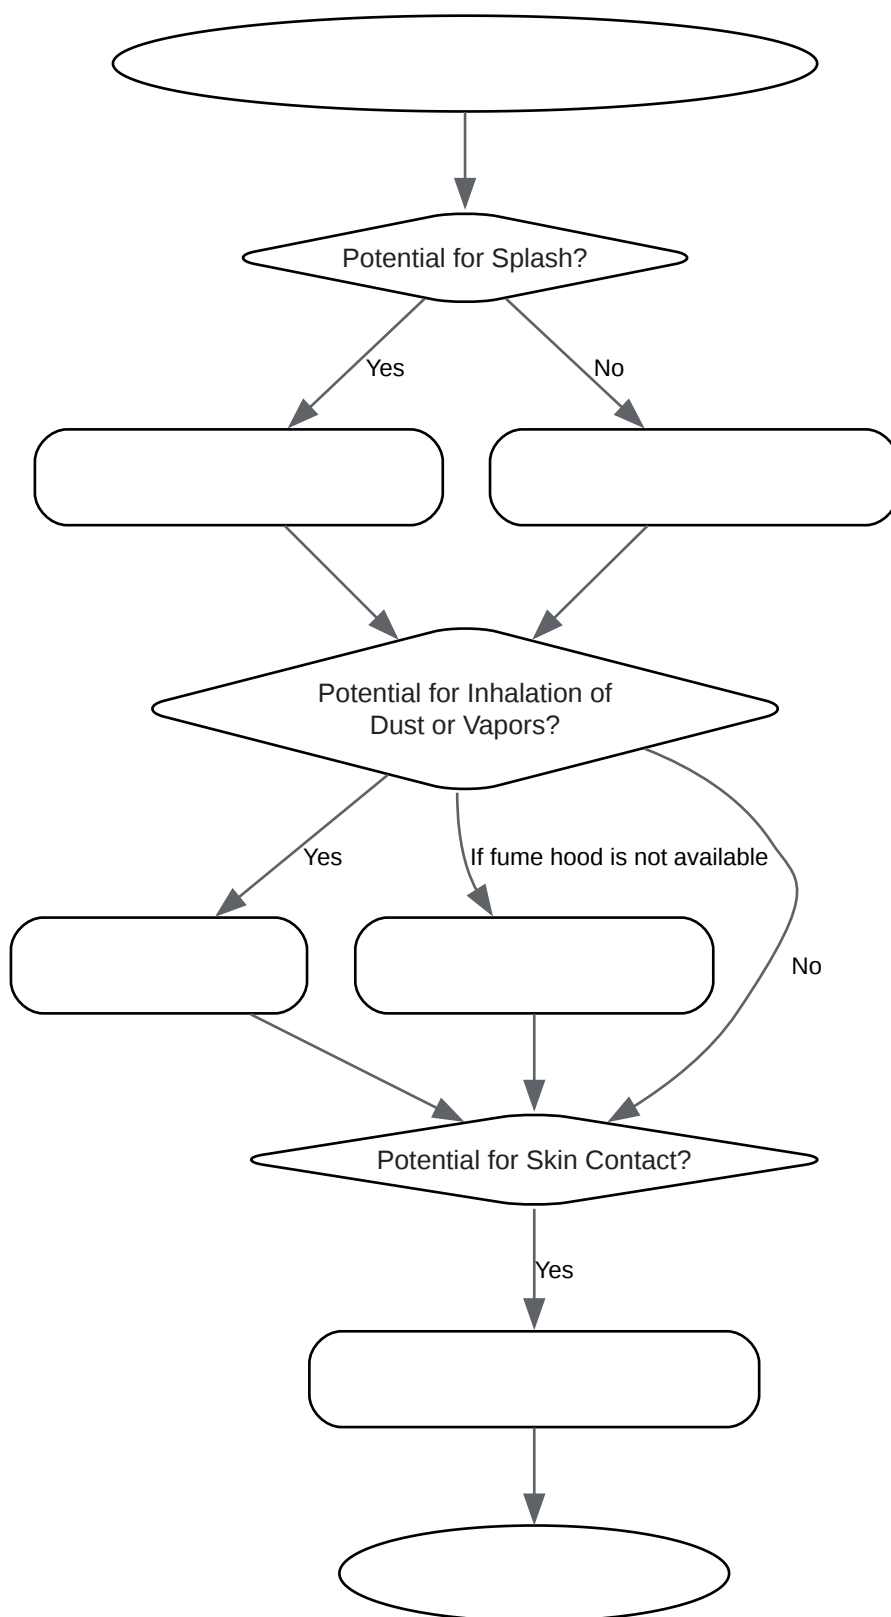 Potential for Splash?
Yes
No
Potential for Inhalation of
Dust or Vapors?
Yes
If fume hood is not available
No
Potential for Skin Contact?
Yes